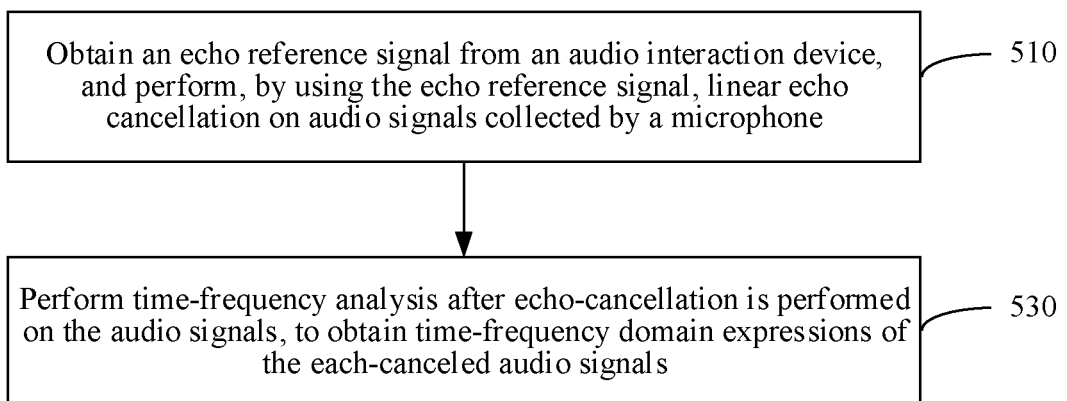 Obtain an echo reference signal from an audio interaction device,
and perform, by using the echo reference signal, linear echo
cancellation on audio signals collected by a microphone
510
Perform time-frequency analysis after echo-cancellation is performed
on the audio signals, to obtain time-frequency domain expressions of
the each-canceled audio signals
530